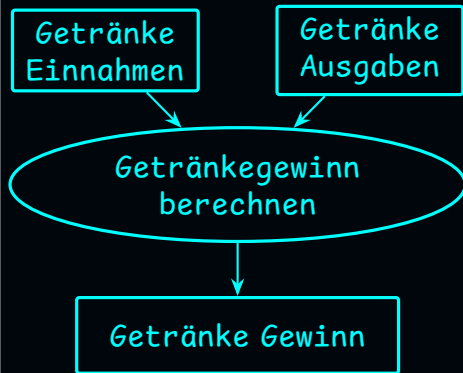 Getränke
Einnahmen
Getränke
Ausgaben
Getränkegewinn
berechnen
Getränke Gewinn